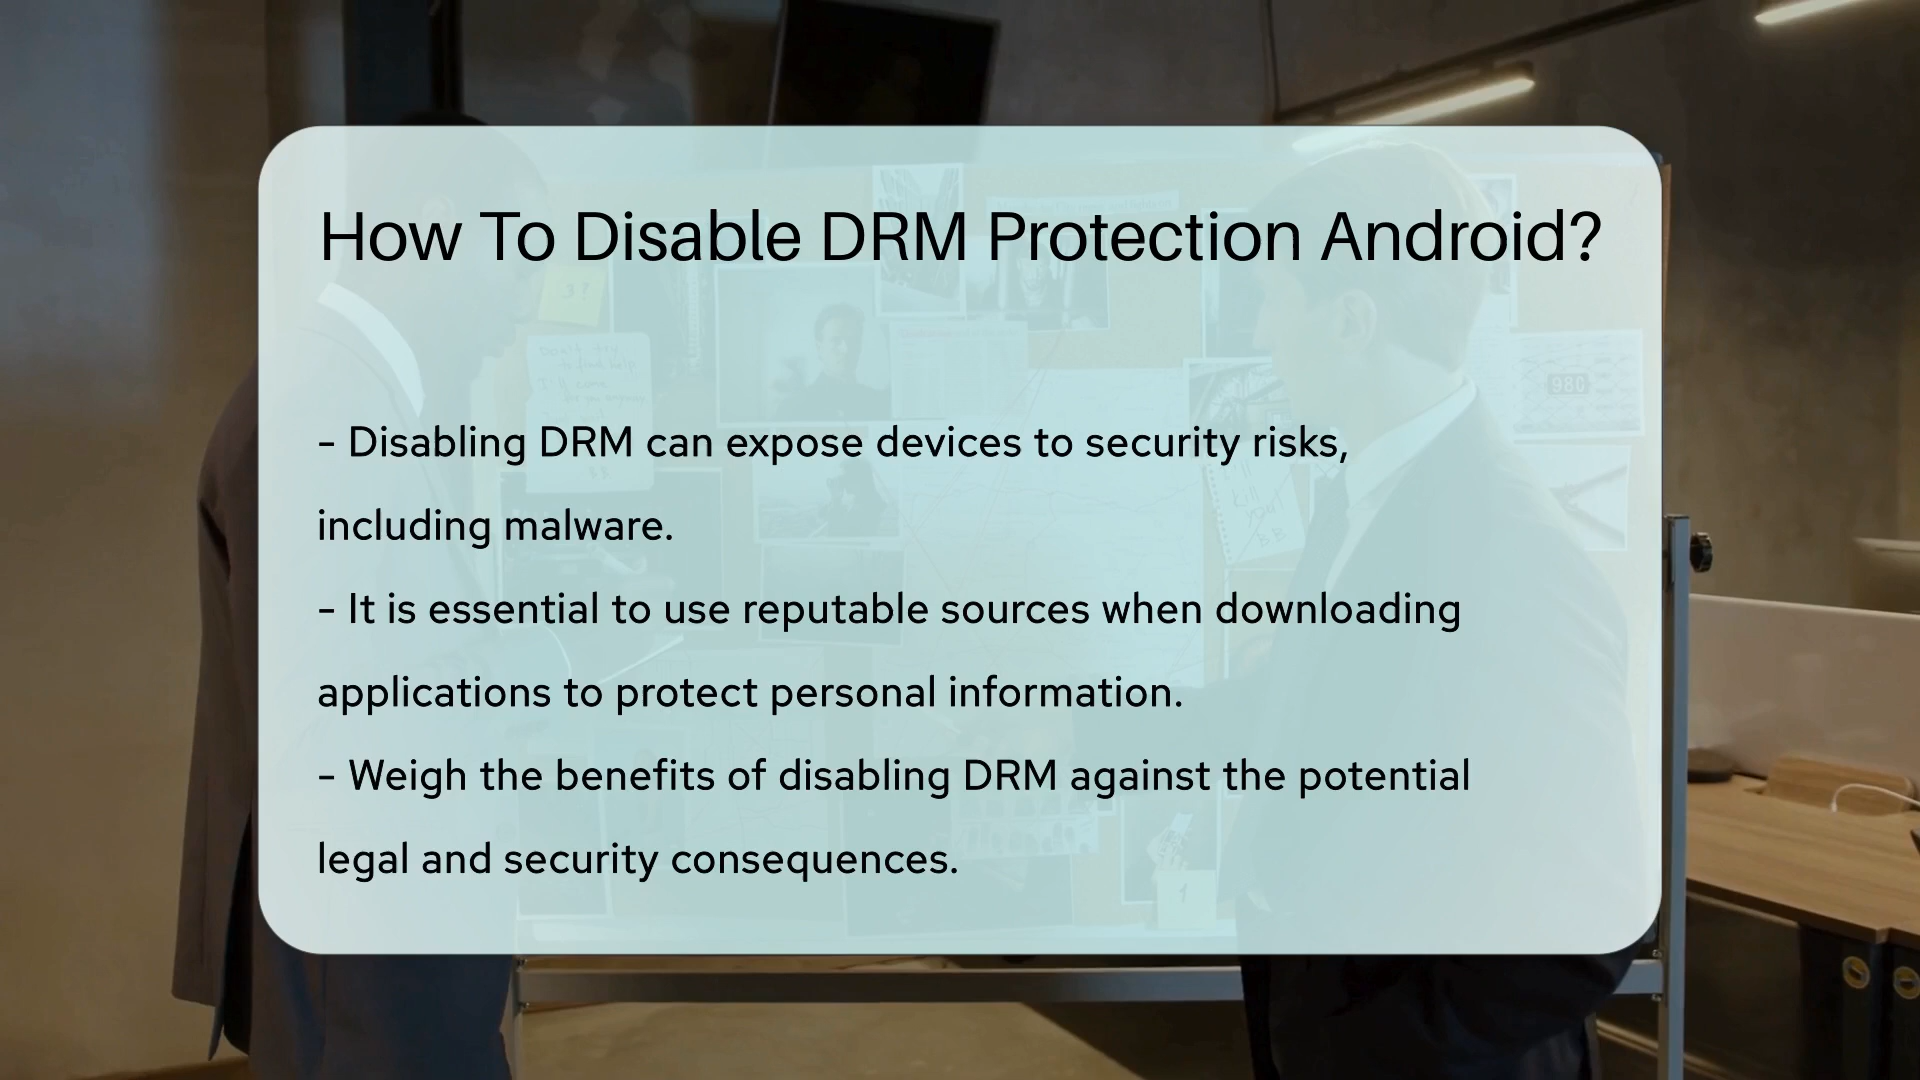 How To Disable DRM Protection Android?
- Disabling DRM can expose devices to security risks,
including malware.
- It is essential to use reputable sources when downloading
applications to protect personal information.
- Weigh the benefits of disabling DRM against the potential
legal and security consequences.
980